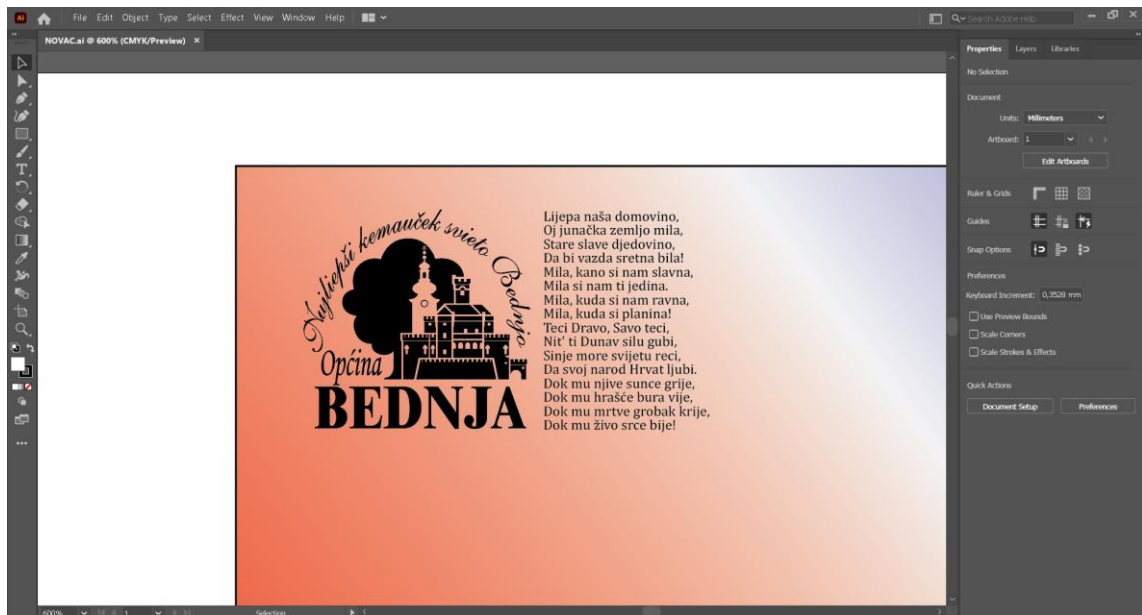 Ai File Edit Object Type Select Effect View Window Help
Search Adobe Help
NOVAC.ai @ 600% (CMYK/Preview) ×
Najljepši kemauček svieto Bednjo
Općina
BEDNJA
Lijepa naša domovino,
Oj junačka zemljo mila,
Stare slave djedovino,
Da bi vazda sretna bila!
Mila, kano si nam slavna,
Mila si nam ti jedina.
Mila, kuda si nam ravna,
Mila, kuda si planina!
Teci Dravo, Savo teci,
Nit' ti Dunav silu gubi,
Sinje more svijetu reci,
Da svoj narod Hrvat ljubi.
Dok mu njive sunce grije,
Dok mu hrašće bura vije,
Dok mu mrtve grobak krije,
Dok mu živo srce bije!
Properties Layers Libraries
No Selection
Document
Units: Millimeters
Artboard: 1
Edit Artboards
Ruler & Grids
Guides
Snap Options
Preferences
Keyboard Increment: 0,3528 mm
Use Preview Bounds
Scale Corners
Scale Strokes & Effects
Quick Actions
Document Setup Preferences
600% 1 Selection